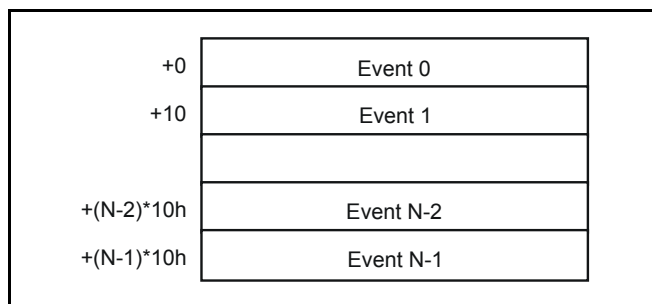 +0 Event 0
+10 Event 1
+(N-2)*10h Event N-2
+(N-1)*10h Event N-1